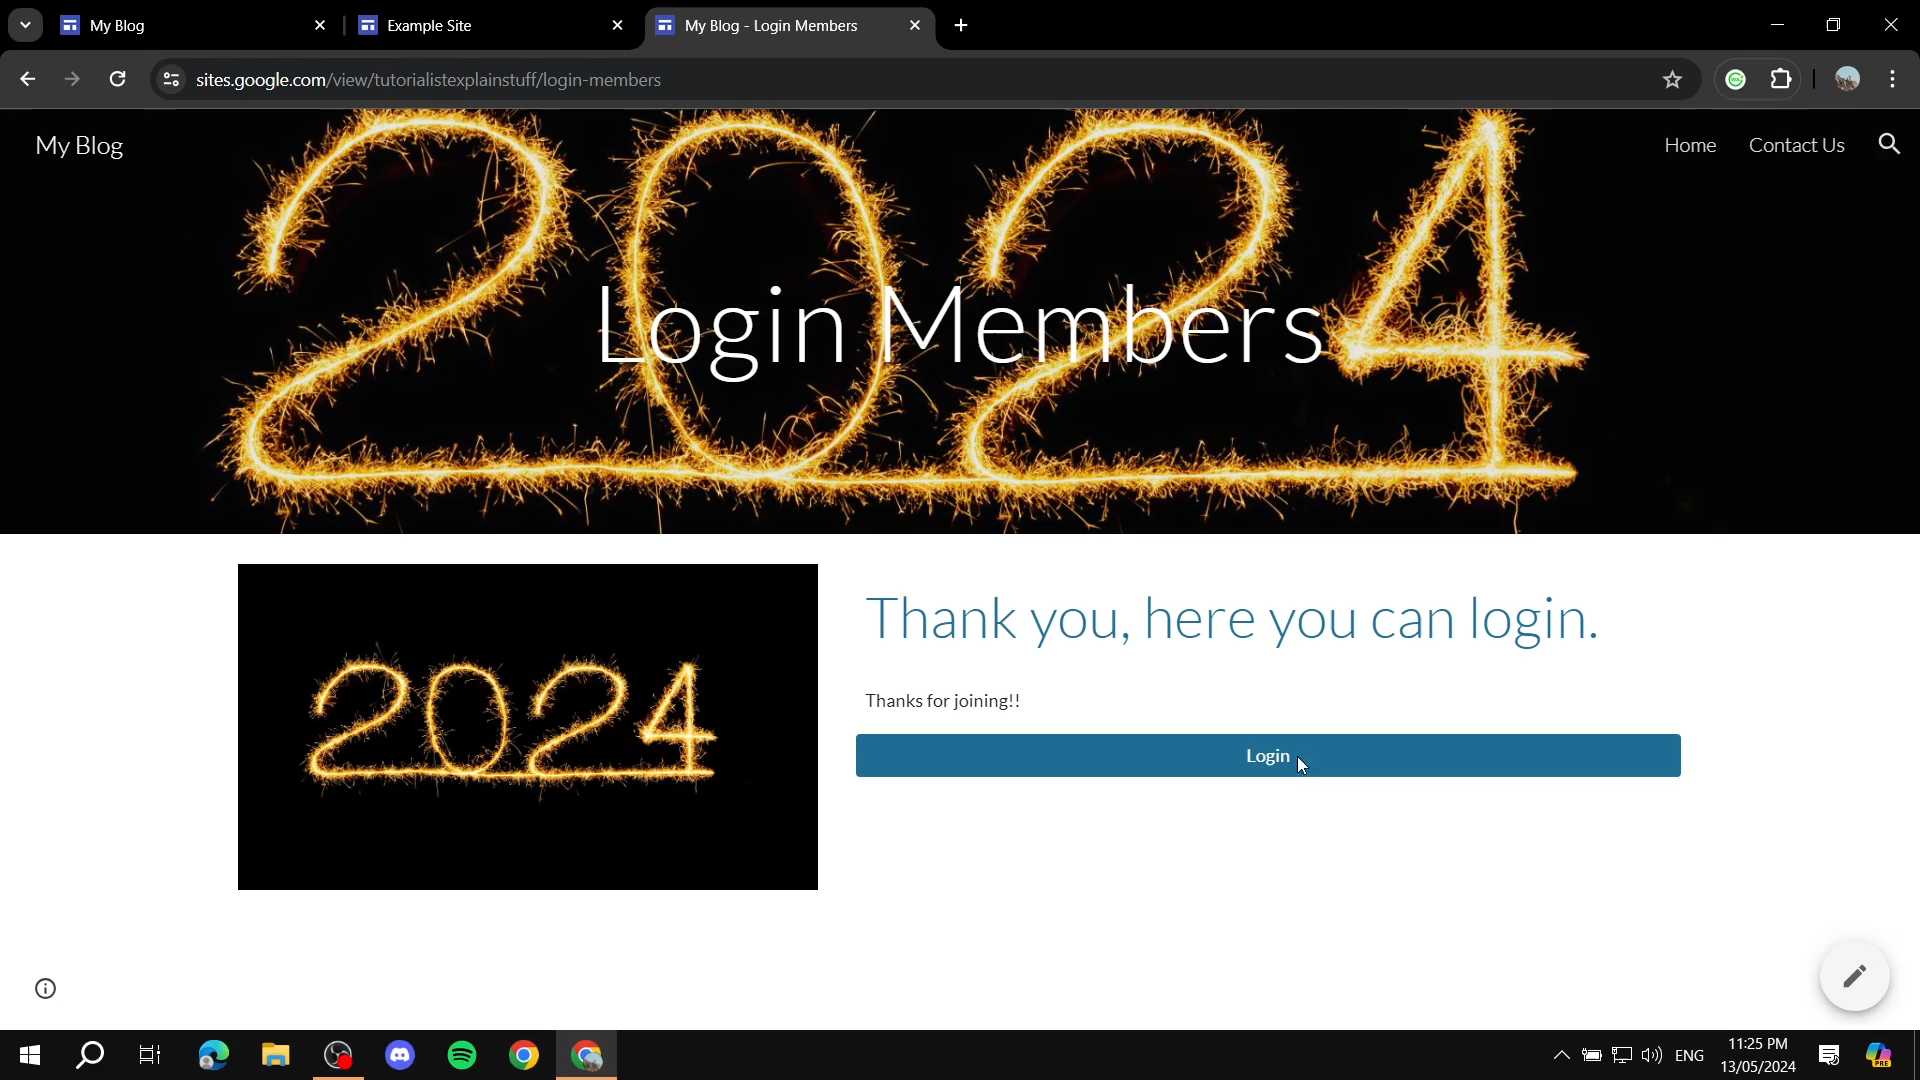 My Blog
Example Site
My Blog - Login Members
sites.google.com/view/tutorialistexplainstuff/login-members
2024
My Blog
Home
Contact Us
Login Members
Thank you, here you can login.
2024
Thanks for joining!!
Login
ENG
11:25 PM
13/05/2024
PRE